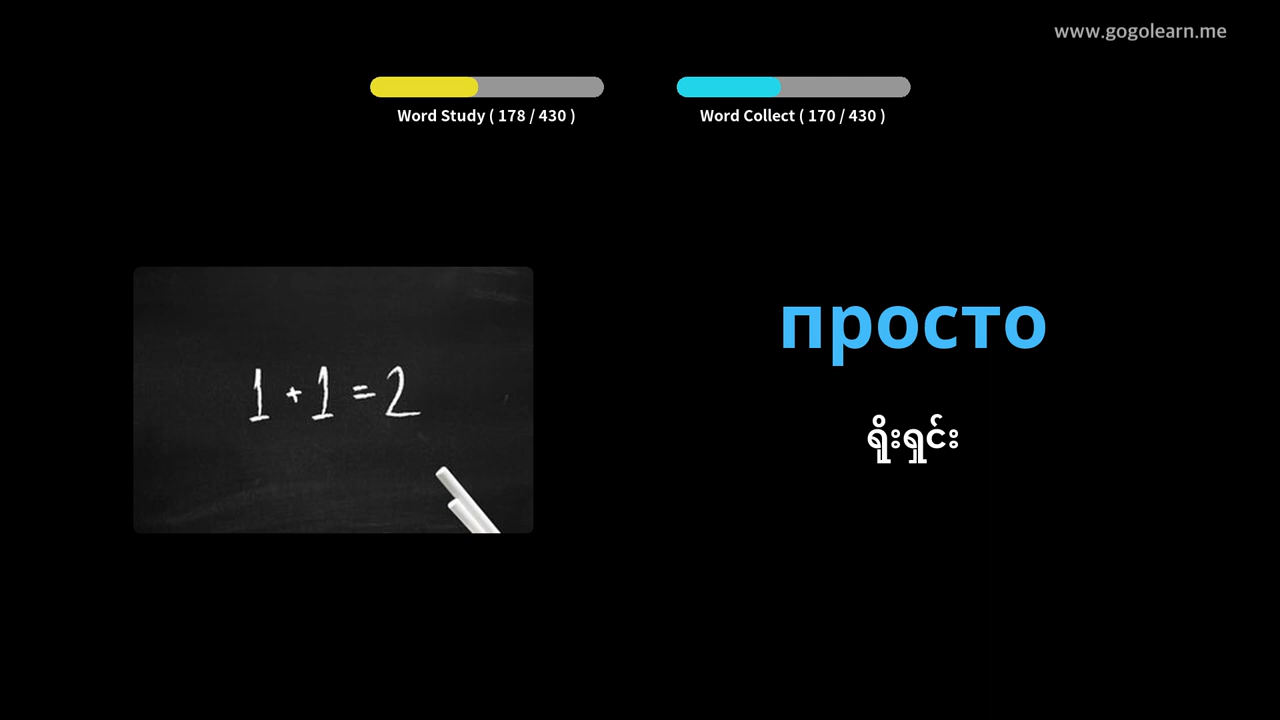 www.gogolearn.me
Word Study ( 178 / 430 )
Word Collect ( 170 / 430 )
1 + 1 = 2
просто
ရိုးရှင်း